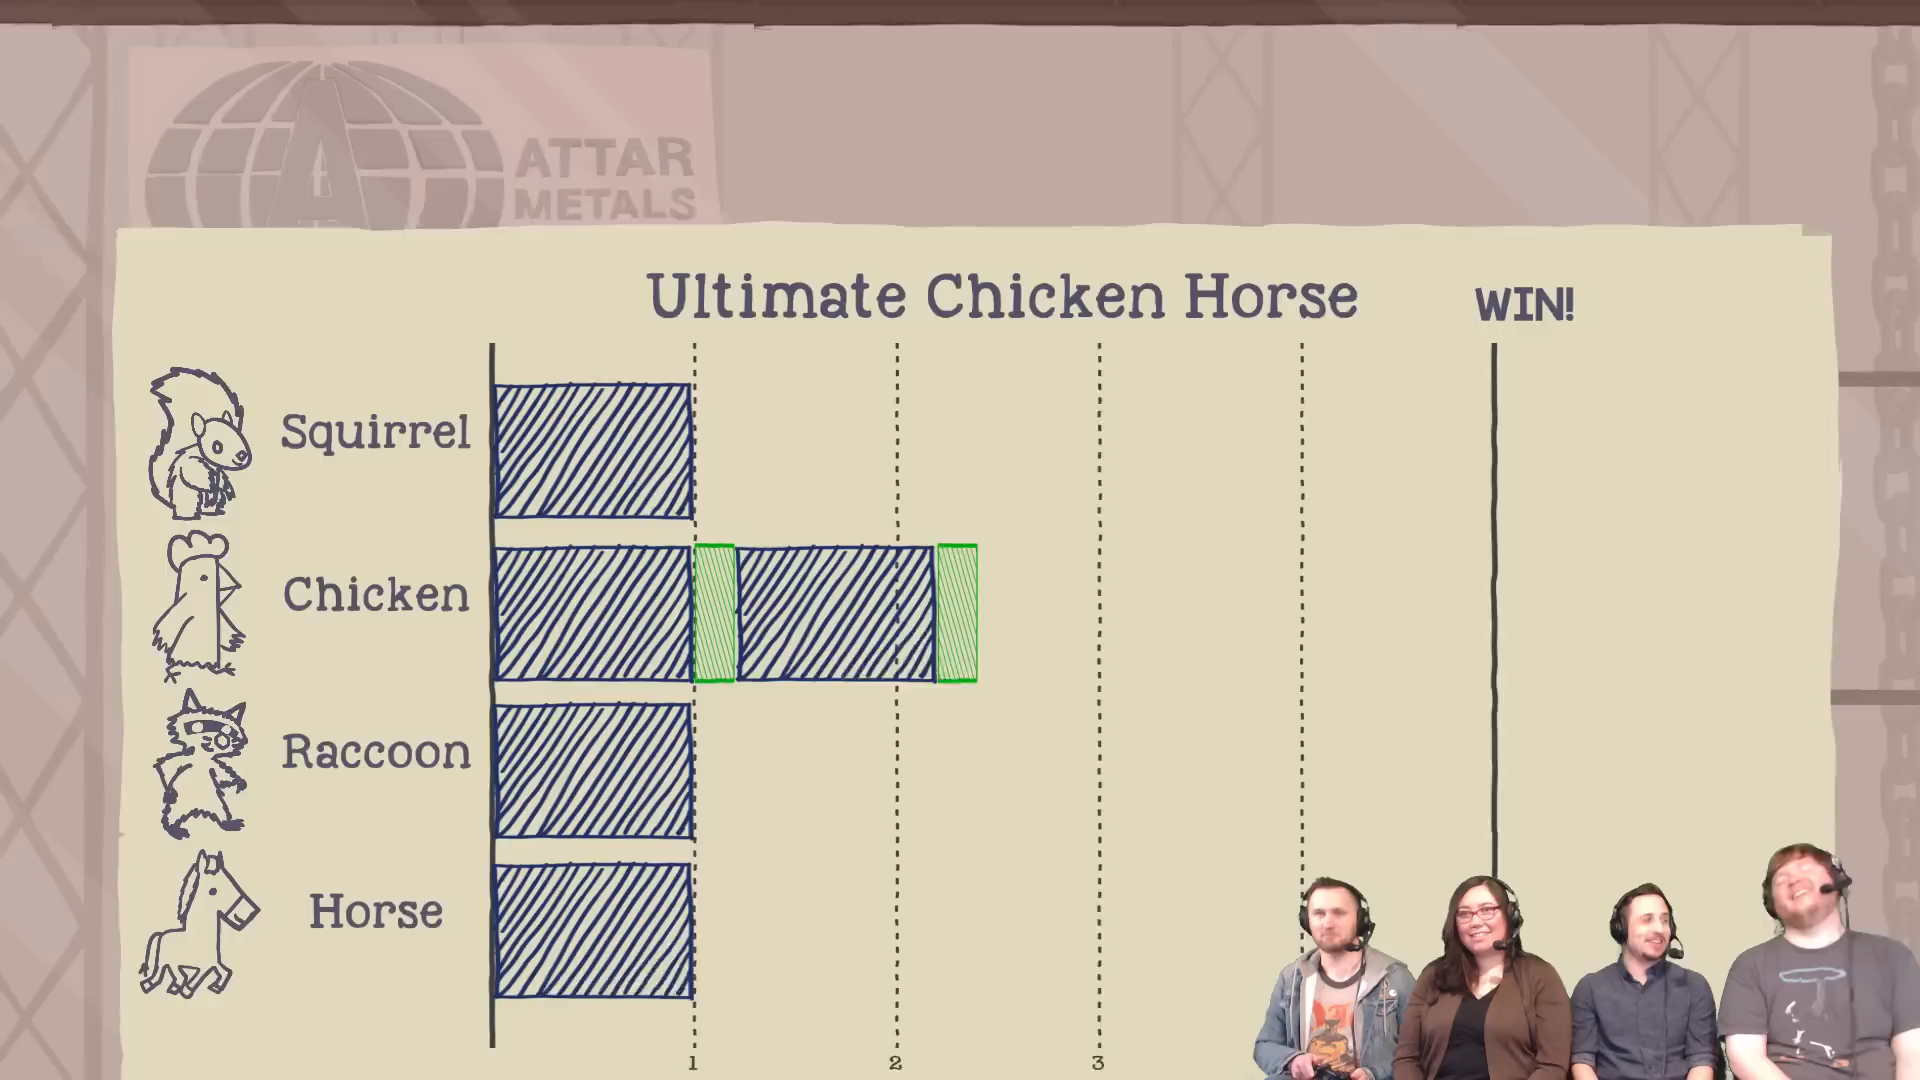 ATTAR
METALS
Ultimate Chicken Horse
WIN!
Squirrel
Chicken
Raccoon
Horse
1 2 3